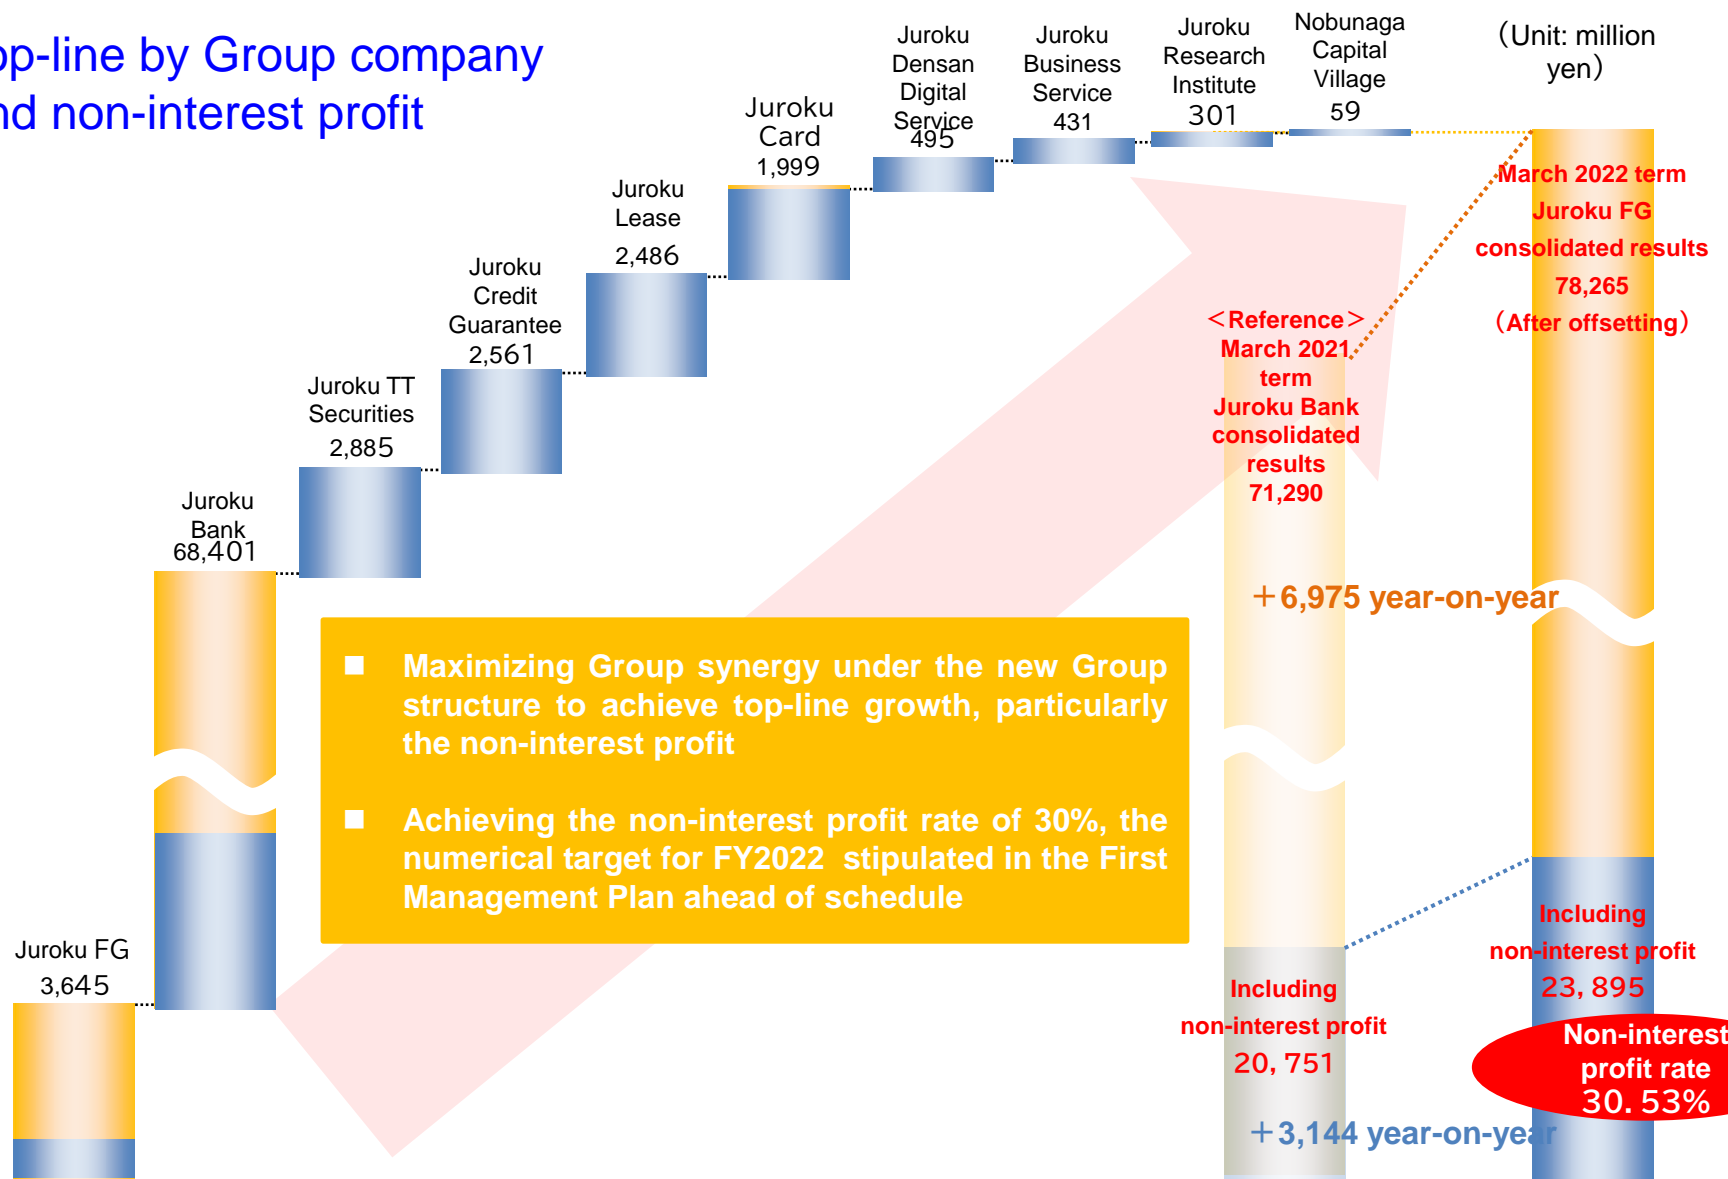 op-line by Group company
nd non-interest profit
(Unit: million
yen)
Juroku FG
3,645
Juroku
Bank
68,401
Juroku TT
Securities
2,885
Juroku
Credit
Guarantee
2,561
Juroku
Lease
2,486
Juroku
Card
1,999
Juroku
Densan
Digital
Service
495
Juroku
Business
Service
431
Juroku
Research
Institute
301
Nobunaga
Capital
Village
59
<Reference>
March 2021
term
Juroku Bank
consolidated
results
71,290
March 2022 term
Juroku FG
consolidated results
78,265
(After offsetting)
+6,975 year-on-year
■ Maximizing Group synergy under the new Group
structure to achieve top-line growth, particularly
the non-interest profit
■ Achieving the non-interest profit rate of 30%, the
numerical target for FY2022 stipulated in the First
Management Plan ahead of schedule
Including
non-interest profit
20,751
Including
non-interest profit
23,895
Non-interest
profit rate
30.53%
+3,144 year-on-year